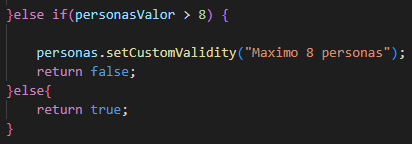 }else if(personasValor > 8) {
personas.setCustomValidity("Maximo 8 personas");
return false;
}else{
return true;
}